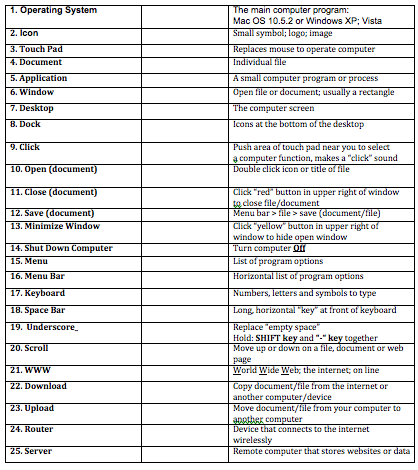 1. Operating System The main computer program:
Mac OS 10.5.2 or Windows XP; Vista
2. Icon Small symbol; logo; image
3. Touch Pad Replaces mouse to operate computer
4. Document Individual file
5. Application A small computer program or process
6. Window Open file or document; usually a rectangle
7. Desktop The computer screen
8. Dock Icons at the bottom of the desktop
9. Click Push area of touch pad near you to select
a computer function, makes a "click" sound
10. Open (document) Double click icon or title of file
11. Close (document) Click "red" button in upper right of window
to close file/document
12. Save (document) Menu bar > file > save (document/file)
13. Minimize Window Click "yellow" button in upper right of
window to hide open window
14. Shut Down Computer Turn computer Off
15. Menu List of program options
16. Menu Bar Horizontal list of program options
17. Keyboard Numbers, letters and symbols to type
18. Space Bar Long, horizontal "key" at front of keyboard
19. Underscore_ Replace "empty space"
Hold: SHIFT key and "-" key together
20. Scroll Move up or down on a file, document or web
page
21. WWW World Wide Web; the internet; on line
22. Download Copy document/file from the internet or
another computer/device
23. Upload Move document/file from your computer to
another computer
24. Router Device that connects to the internet
wirelessly
25. Server Remote computer that stores websites or data